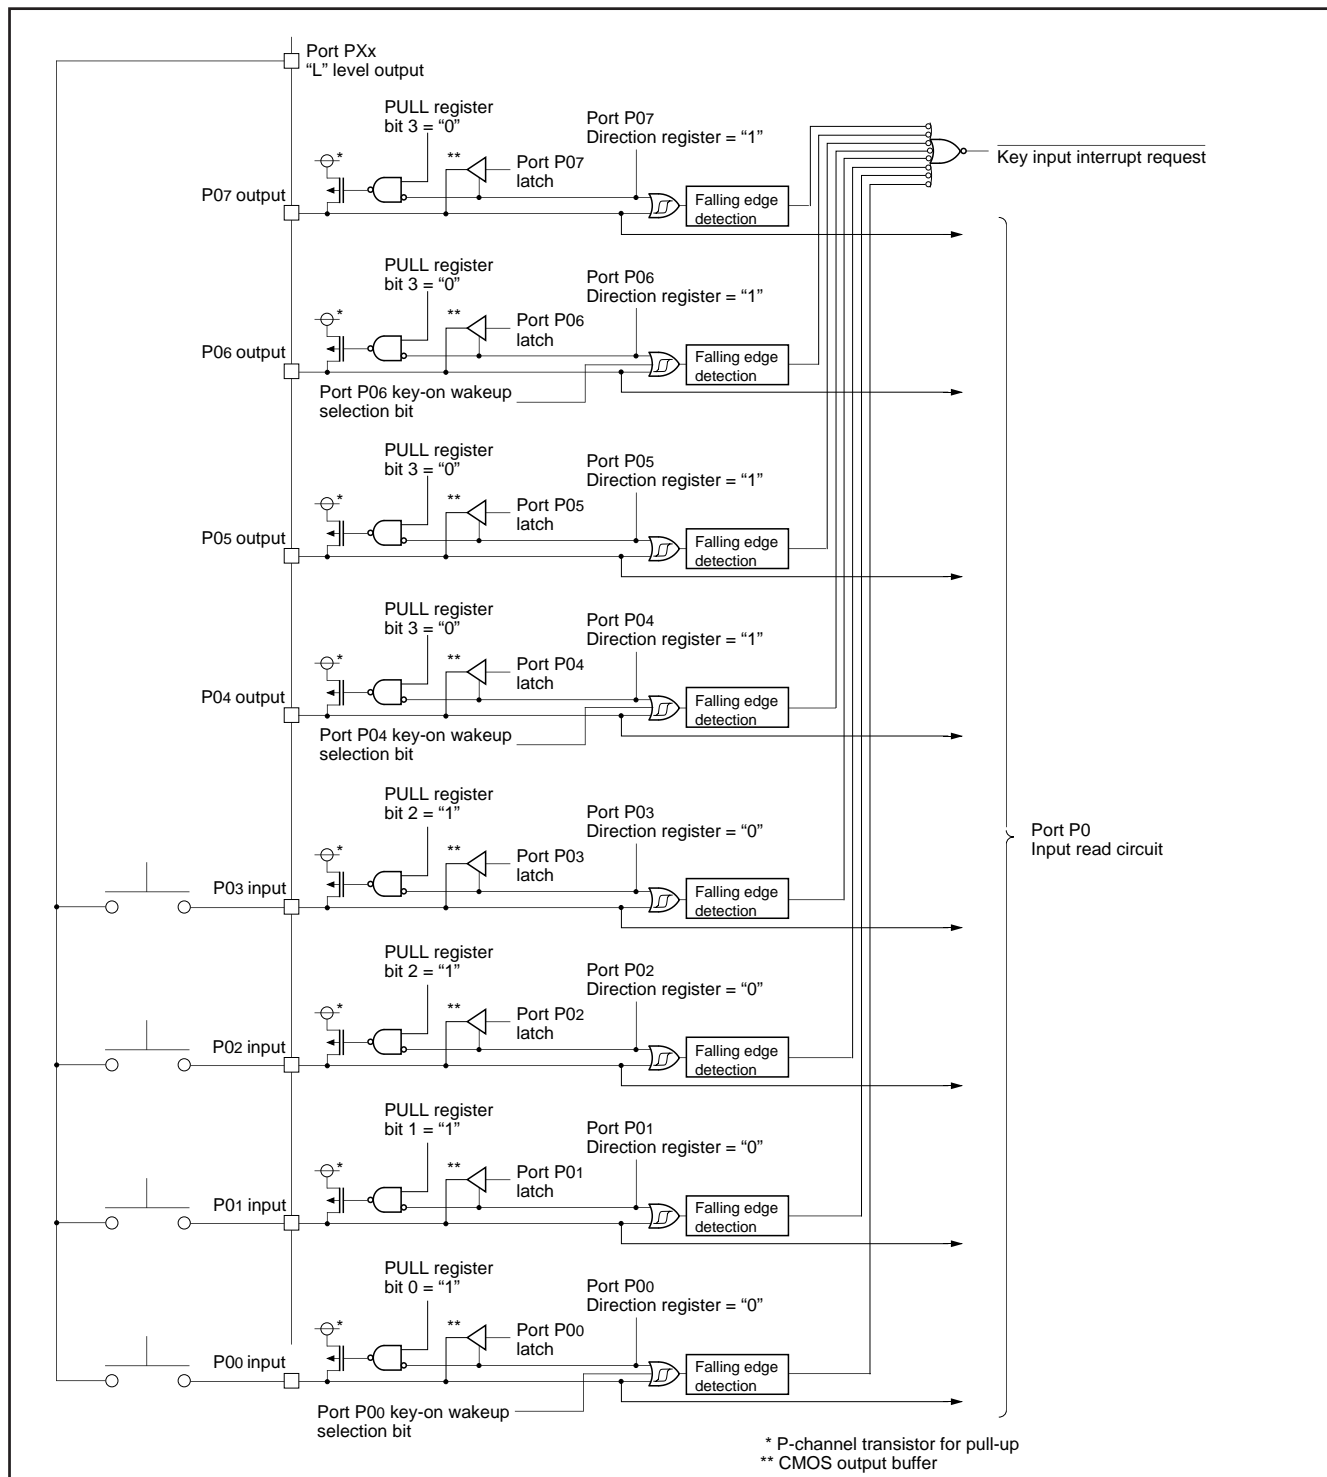 Port PXx
“L” level output
PULL register
bit 3 = “0”
Port P07
Direction register = “1”
*
**
Port P07
latch
P07 output
Falling edge
detection
Key input interrupt request
PULL register
bit 3 = “0”
Port P06
Direction register = “1”
*
**
Port P06
latch
P06 output
Falling edge
detection
Port P06 key-on wakeup
selection bit
PULL register
bit 3 = “0”
Port P05
Direction register = “1”
*
**
Port P05
latch
P05 output
Falling edge
detection
PULL register
bit 3 = “0”
Port P04
Direction register = “1”
*
**
Port P04
latch
P04 output
Falling edge
detection
Port P04 key-on wakeup
selection bit
PULL register
bit 2 = “1”
Port P03
Direction register = “0”
*
**
Port P03
latch
P03 input
Falling edge
detection
Port P0
Input read circuit
PULL register
bit 2 = “1”
Port P02
Direction register = “0”
*
**
Port P02
latch
P02 input
Falling edge
detection
PULL register
bit 1 = “1”
Port P01
Direction register = “0”
*
**
Port P01
latch
P01 input
Falling edge
detection
PULL register
bit 0 = “1”
Port P00
Direction register = “0”
*
**
Port P00
latch
P00 input
Falling edge
detection
Port P00 key-on wakeup
selection bit
* P-channel transistor for pull-up
** CMOS output buffer